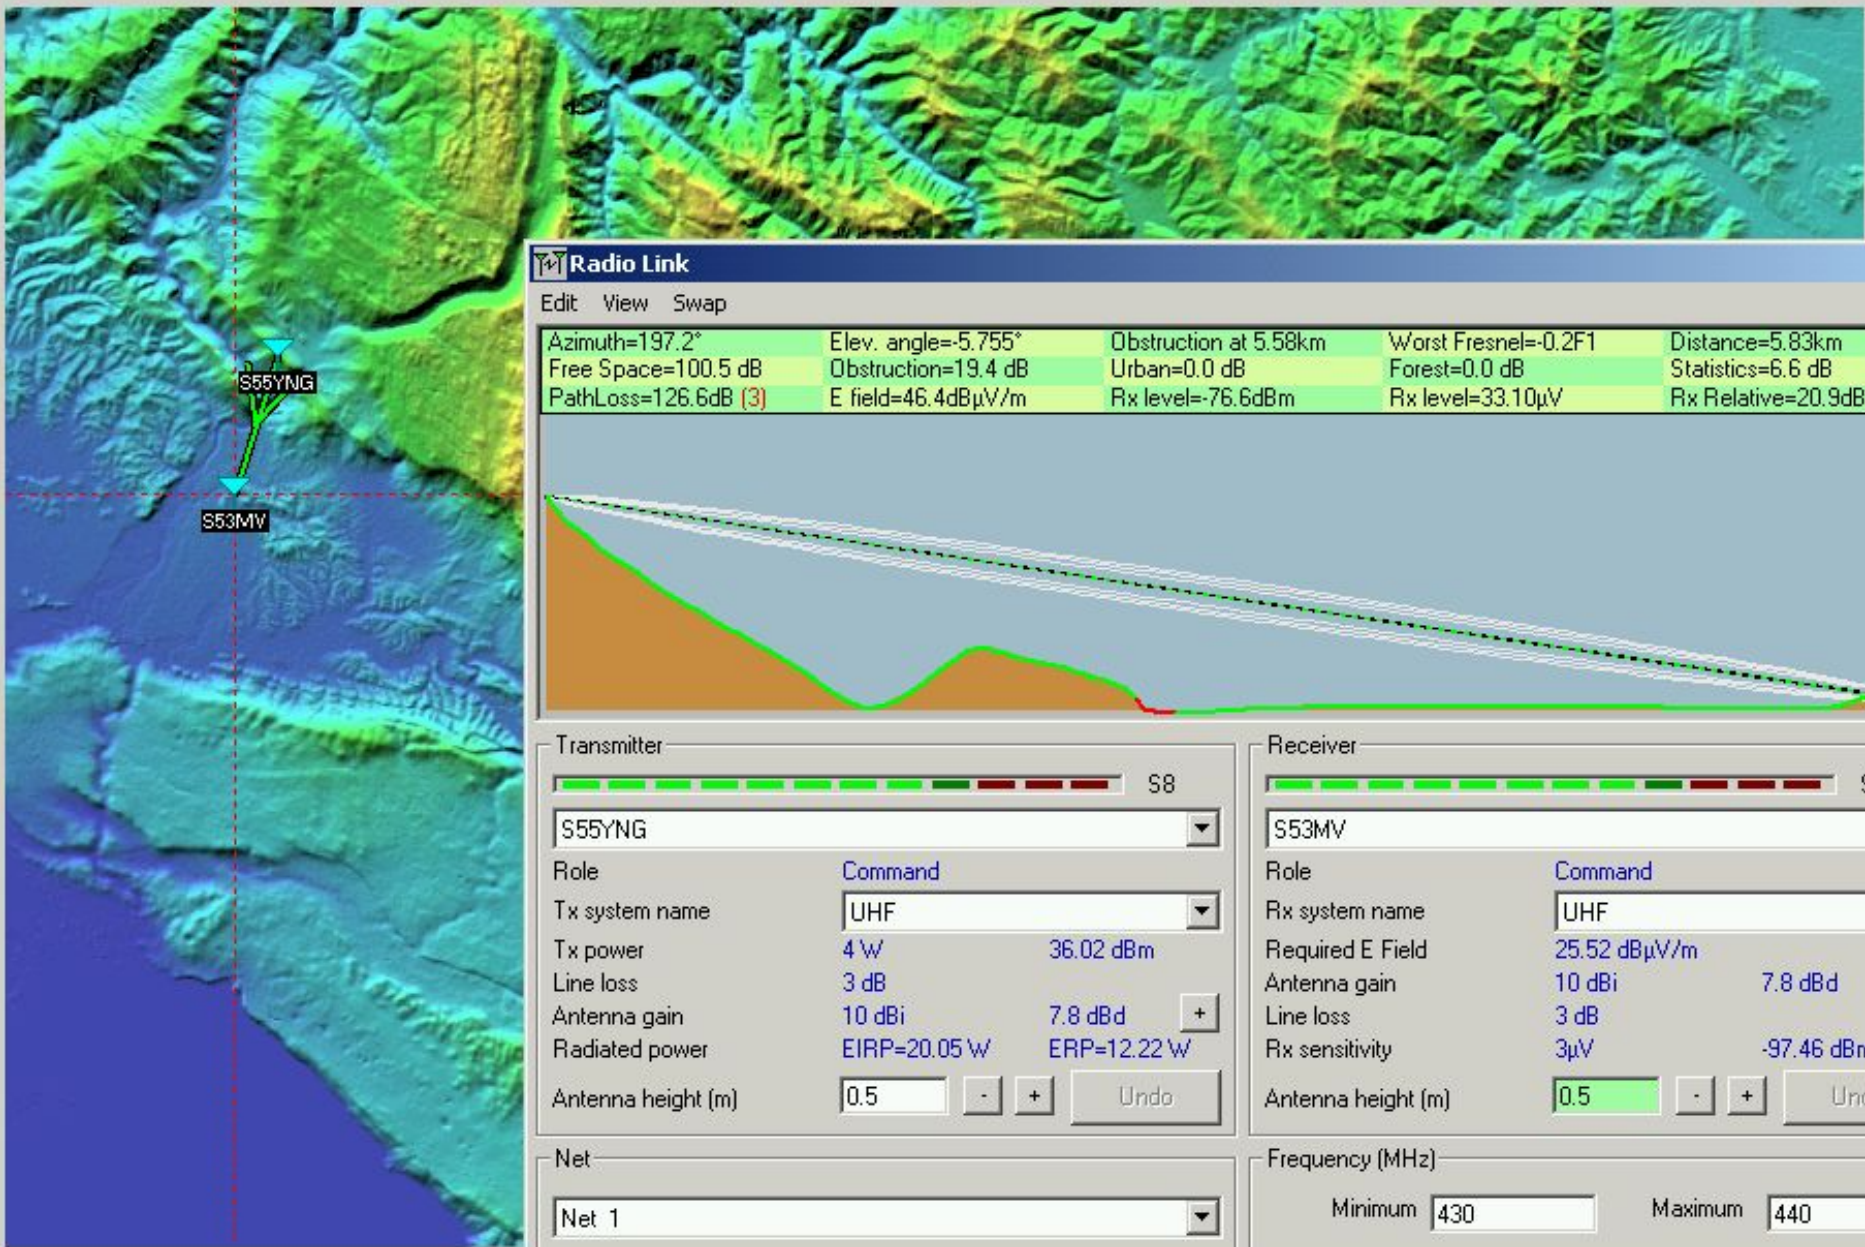 S55YNG
S53MV
Radio Link
Edit View Swap
Azimuth=197.2° Elev. angle=-5.755° Obstruction at 5.58km Worst Fresnel=-0.2F1 Distance=5.83km
Free Space=100.5 dB Obstruction=19.4 dB Urban=0.0 dB Forest=0.0 dB Statistics=6.6 dB
PathLoss=126.6dB (3) E field=46.4dBµV/m Rx level=-76.6dBm Rx level=33.10µV Rx Relative=20.9dB
Transmitter
S8
S55YNG
Role Command
Tx system name UHF
Tx power 4 W 36.02 dBm
Line loss 3 dB
Antenna gain 10 dBi 7.8 dBd +
Radiated power EIRP=20.05 W ERP=12.22 W
Antenna height (m) 0.5 - + Undo
Net
Net 1
Receiver
S53MV
Role Command
Rx system name UHF
Required E Field 25.52 dBµV/m
Antenna gain 10 dBi 7.8 dBd
Line loss 3 dB
Rx sensitivity 3µV -97.46 dBm
Antenna height (m) 0.5 - +
Frequency (MHz)
Minimum 430 Maximum 440